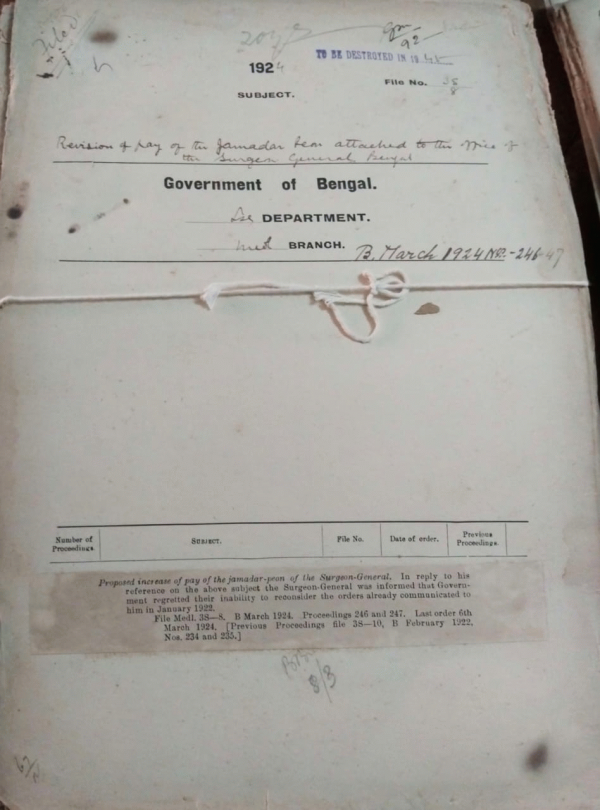 Filed
1924
TO BE DESTROYED IN 19
File No. 3S/8
SUBJECT.
Revision of pay of the Jamadar Peon attached to the office of
the Surgeon General Bengal
Government of Bengal.
DEPARTMENT.
Med BRANCH.
B. March 1924 NOS. -246-47
Number of Proceedings.
SUBJECT.
File No.
Date of order.
Previous Proceedings.
Proposed increase of pay of the jamadar-peon of the Surgeon-General. In reply to his
reference on the above subject the Surgeon-General was informed that Govern-
ment regretted their inability to reconsider the orders already communicated to
him in January 1922.
File Medl. 3S—8. B March 1924. Proceedings 246 and 247. Last order 6th
March 1924. [Previous Proceedings file 3S—10, B February 1922,
Nos. 234 and 235.]
8/3